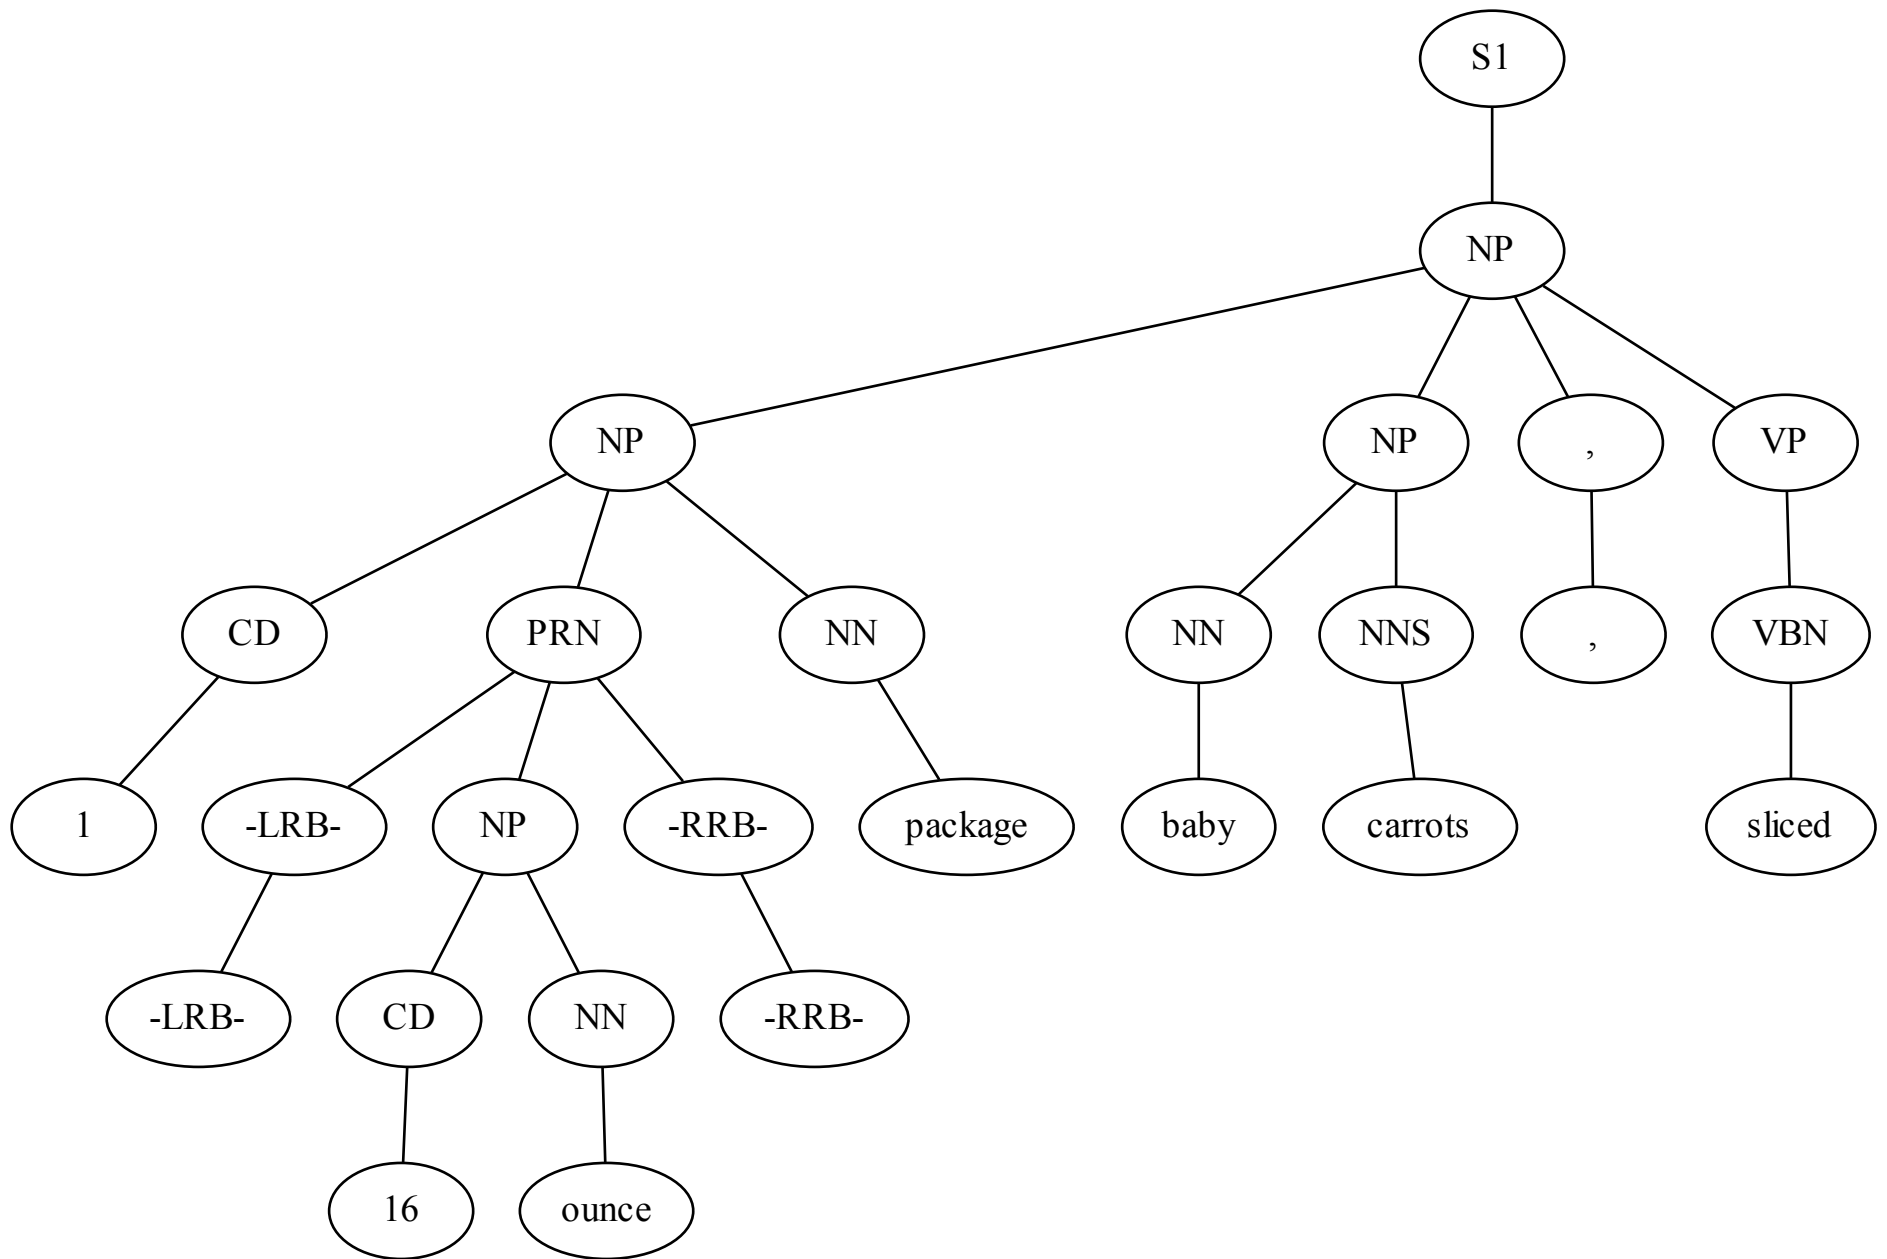 S1
NP
NP NP , VP
CD PRN NN NN NNS , VBN
1 -LRB- NP -RRB- package baby carrots sliced
-LRB- CD NN -RRB-
16 ounce